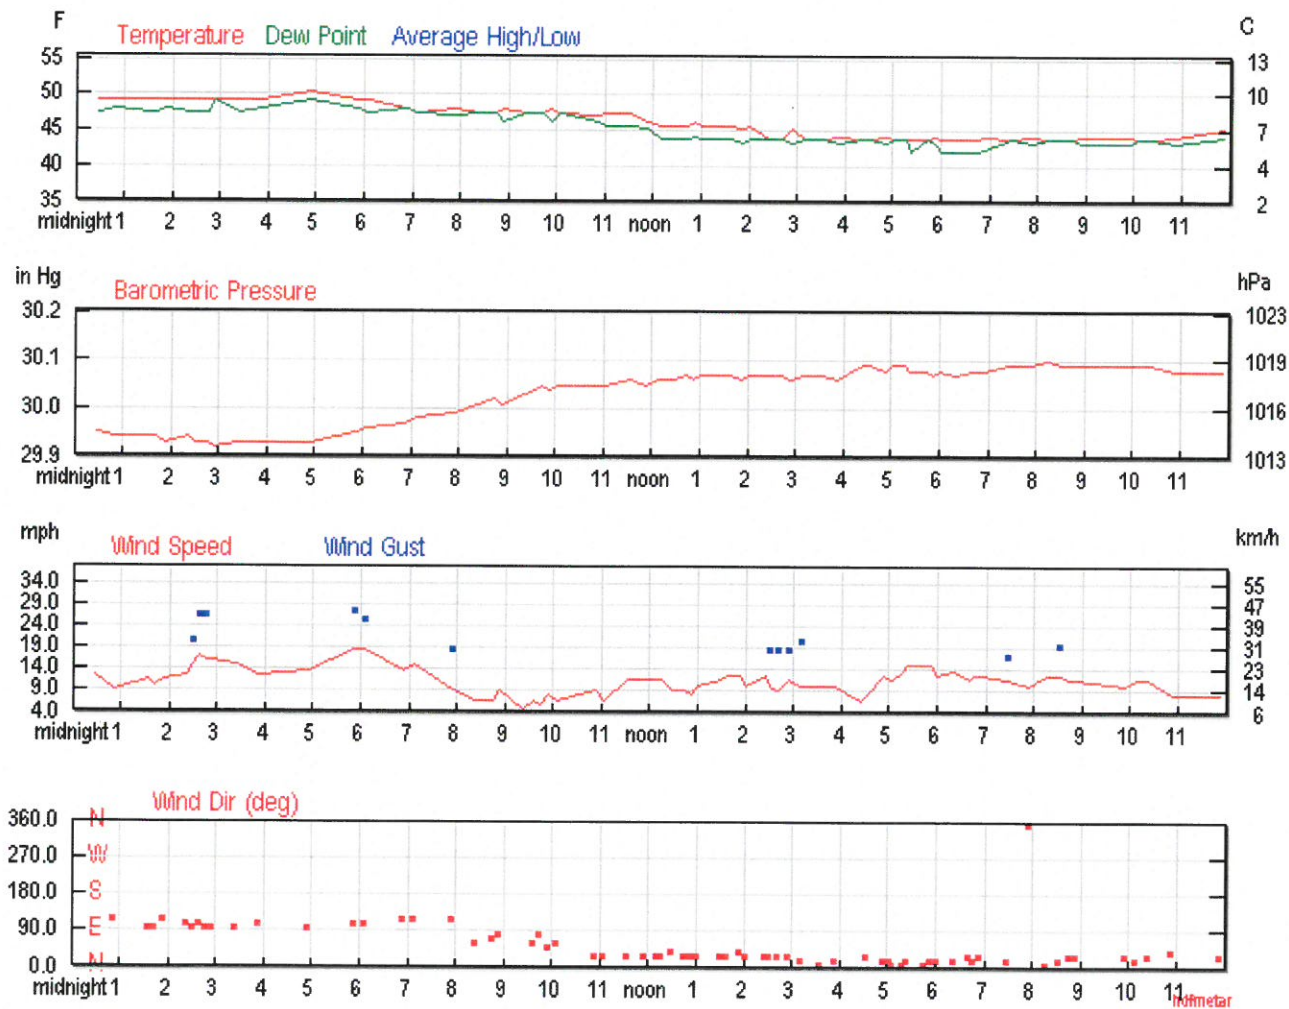 F C
Temperature Dew Point Average High/Low
55 13
50 10
45 7
40 4
35 2
midnight 1 2 3 4 5 6 7 8 9 10 11 noon 1 2 3 4 5 6 7 8 9 10 11
in Hg hPa
Barometric Pressure
30.2 1023
30.1 1019
30.0 1016
29.9 1013
midnight 1 2 3 4 5 6 7 8 9 10 11 noon 1 2 3 4 5 6 7 8 9 10 11
mph km/h
Wind Speed Wind Gust
34.0 55
29.0 47
24.0 39
19.0 31
14.0 23
9.0 14
4.0 6
midnight 1 2 3 4 5 6 7 8 9 10 11 noon 1 2 3 4 5 6 7 8 9 10 11
Wind Dir (deg)
360.0 N
270.0 W
180.0 S
90.0 E
0.0 N
midnight 1 2 3 4 5 6 7 8 9 10 11 noon 1 2 3 4 5 6 7 8 9 10 11